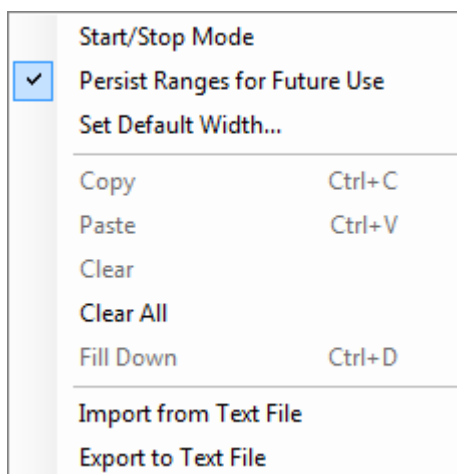 Start/Stop Mode
Persist Ranges for Future Use
Set Default Width...
Copy Ctrl+C
Paste Ctrl+V
Clear
Clear All
Fill Down Ctrl+D
Import from Text File
Export to Text File